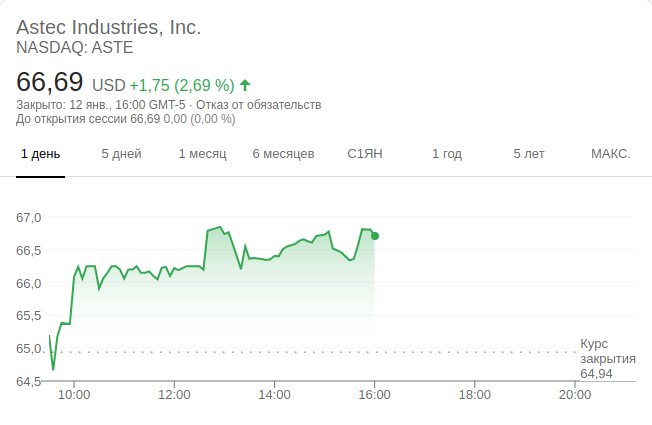 Astec Industries, Inc.
NASDAQ: ASTE
66,69 USD +1,75 (2,69 %)
Закрыто: 12 янв., 16:00 GMT-5 · Отказ от обязательств
До открытия сессии 66,69 0,00 (0,00 %)
1 день 5 дней 1 месяц 6 месяцев С1ЯН 1 год 5 лет МАКС.
67,0
66,5
66,0
65,5
65,0
64,5
Курс
закрытия
64,94
10:00 12:00 14:00 16:00 18:00 20:00